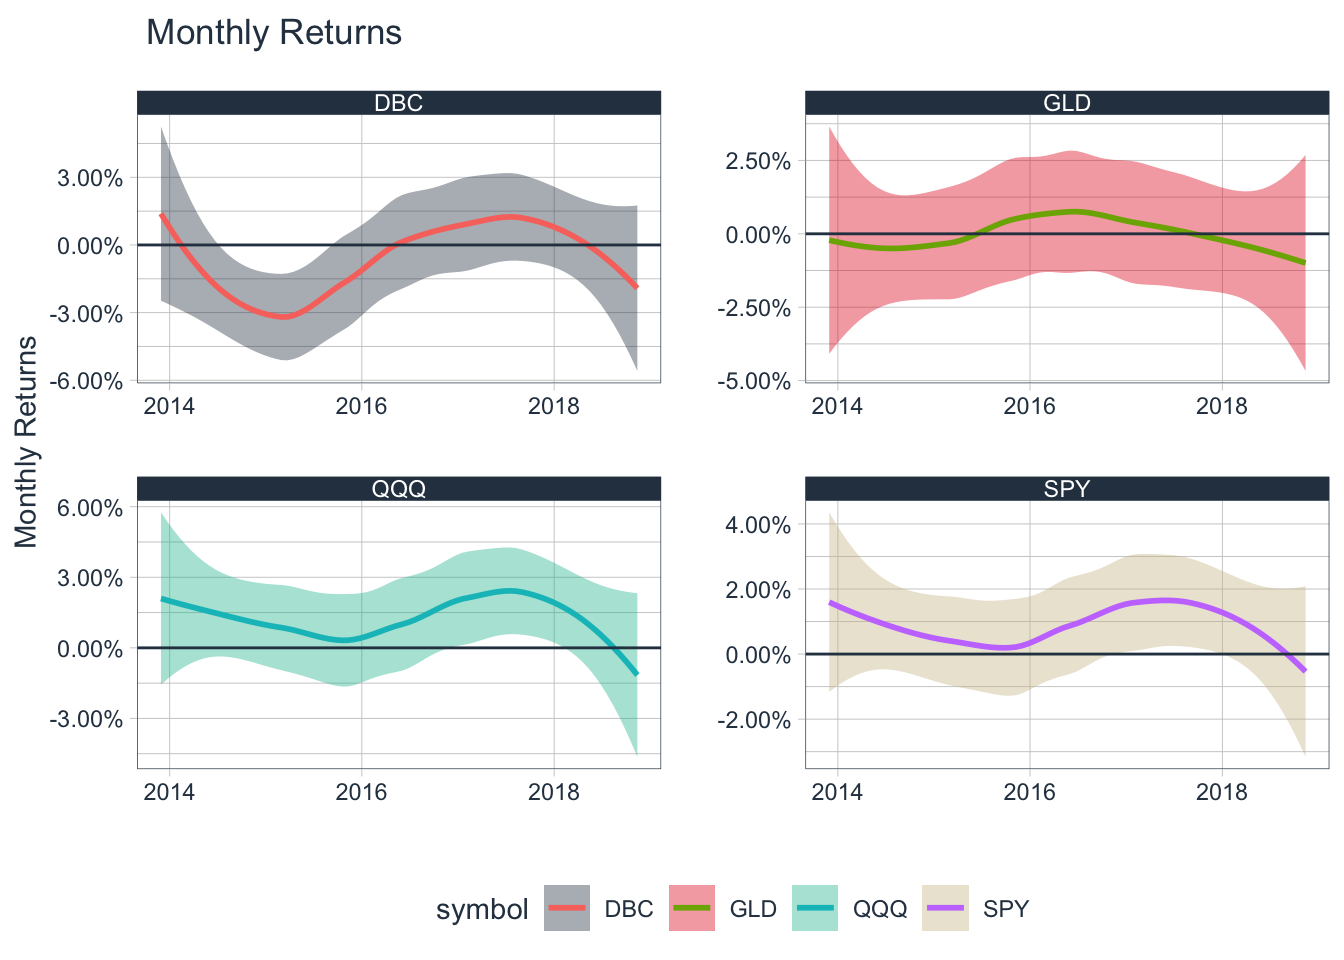 Monthly Returns
Monthly Returns
DBC
3.00%
0.00%
-3.00%
-6.00%
2014 2016 2018
GLD
2.50%
0.00%
-2.50%
-5.00%
2014 2016 2018
QQQ
6.00%
3.00%
0.00%
-3.00%
2014 2016 2018
SPY
4.00%
2.00%
0.00%
-2.00%
2014 2016 2018
symbol DBC GLD QQQ SPY